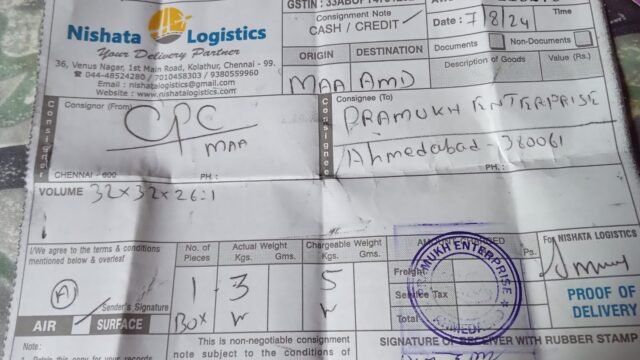 Nishata Logistics
Your Delivery Partner
36, Venus Nagar, 1st Main Road, Kolathur, Chennai - 99.
☎ 044-48524280 / 7010458303 / 9380559960
Email : nishatalogistics@gmail.com
Website : www.nishatalogistics.com
Consignment Note
CASH / CREDIT
Date : 7/8/24 Time
ORIGIN DESTINATION
MAA AMD
Documents Non-Documents
Description of Goods Value (Rs.)
Consignor
Consignor (From)
CPC
MAA
CHENNAI - 600 PH. :
Consignee
Consignee (To)
PRAMUKH ENTERPRISE
Ahmedabad - 380061
PH. :
VOLUME 32x32x26=1
I/We agree to the terms & conditions
mentioned below & overleaf
A
Sender's Signature
AIR SURFACE
No. of Pieces
Actual Weight
Kgs. Gms.
Chargeable Weight
Kgs. Gms.
1 3 5
BOX W W
Ps.
Freight
Service Tax
Total
MUKH ENTERPRISE
For NISHATA LOGISTICS
PROOF OF
DELIVERY
SIGNATURE OF RECEIVER WITH RUBBER STAMP
This is non-negotiable consignment
note subject to the conditions of
Note :